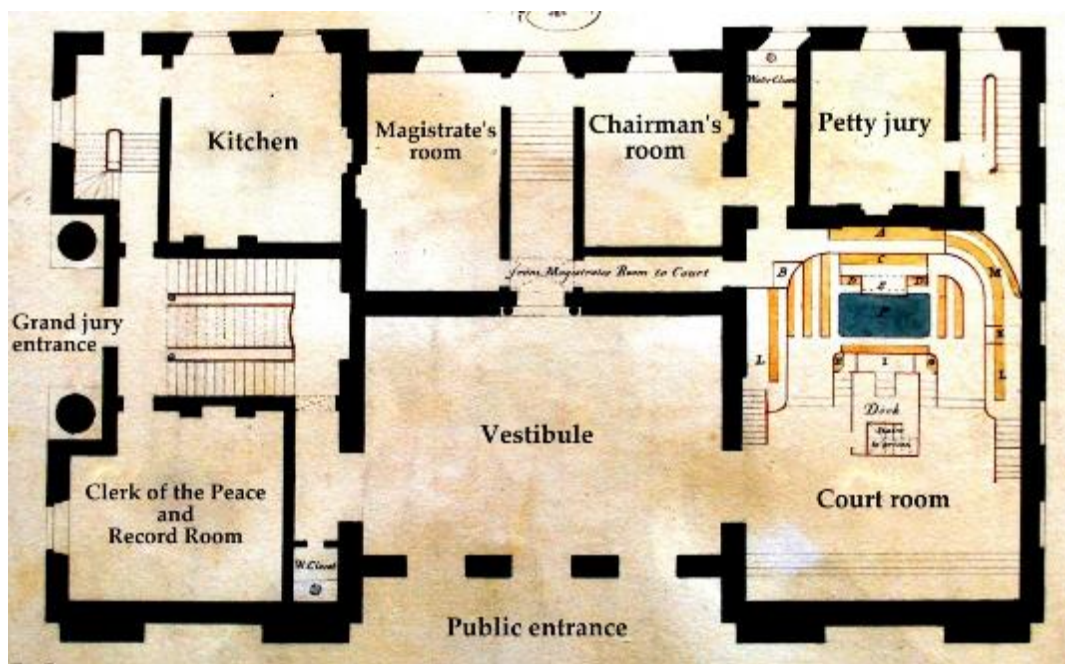 Kitchen
Magistrate's
room
Chairman's
room
Water Closet
Petty jury
from Magistrates Room to Court
Grand jury
entrance
A
B
C
D
D
E
M
F
L
L
I
Dock
Stairs
Vestibule
Clerk of the Peace
and
Record Room
Court room
W. Closet
Public entrance